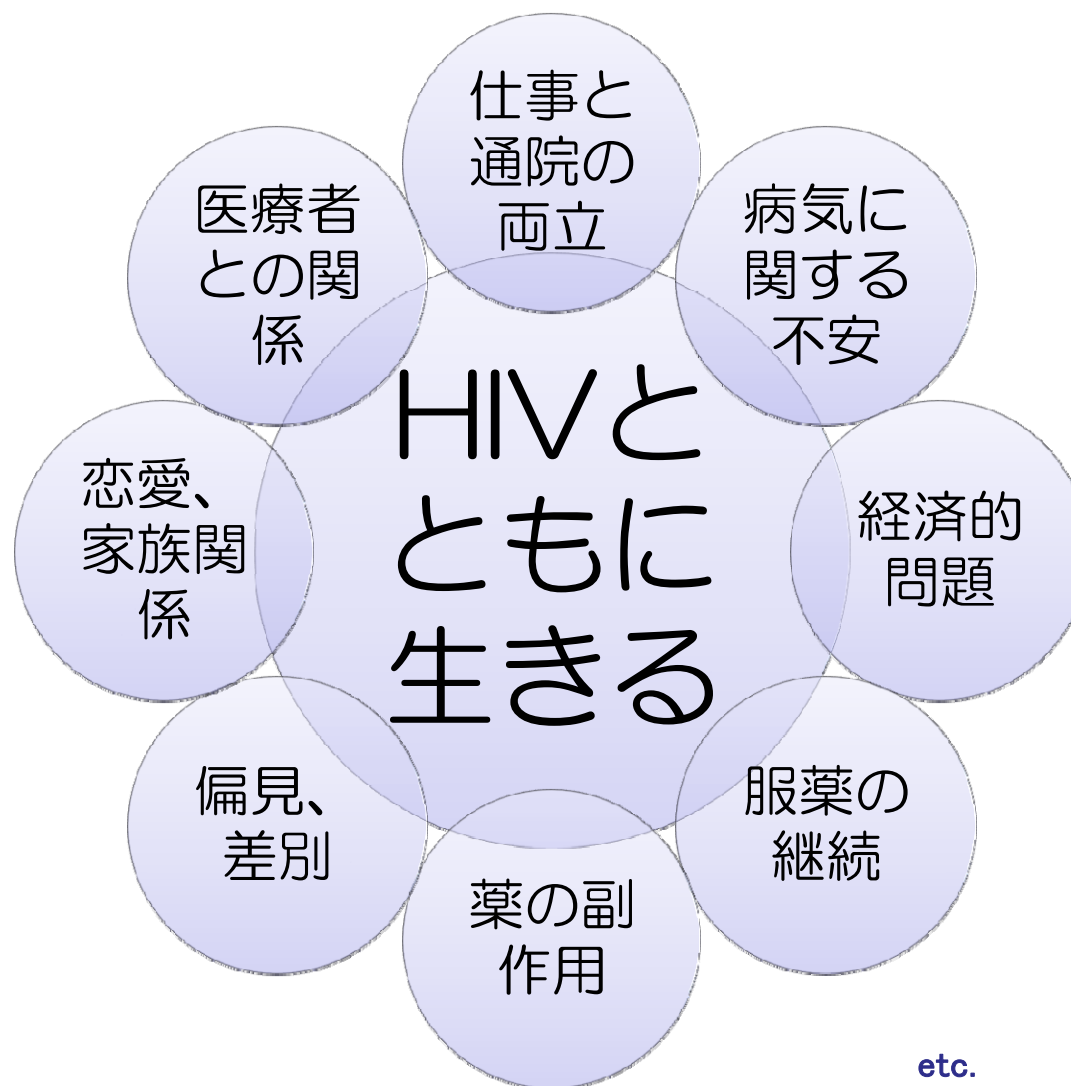 仕事と
通院の
両立
病気に
関する
不安
経済的
問題
服薬の
継続
薬の副
作用
偏見、
差別
恋愛、
家族関
係
医療者
との関
係
HIVと
ともに
生きる
etc.